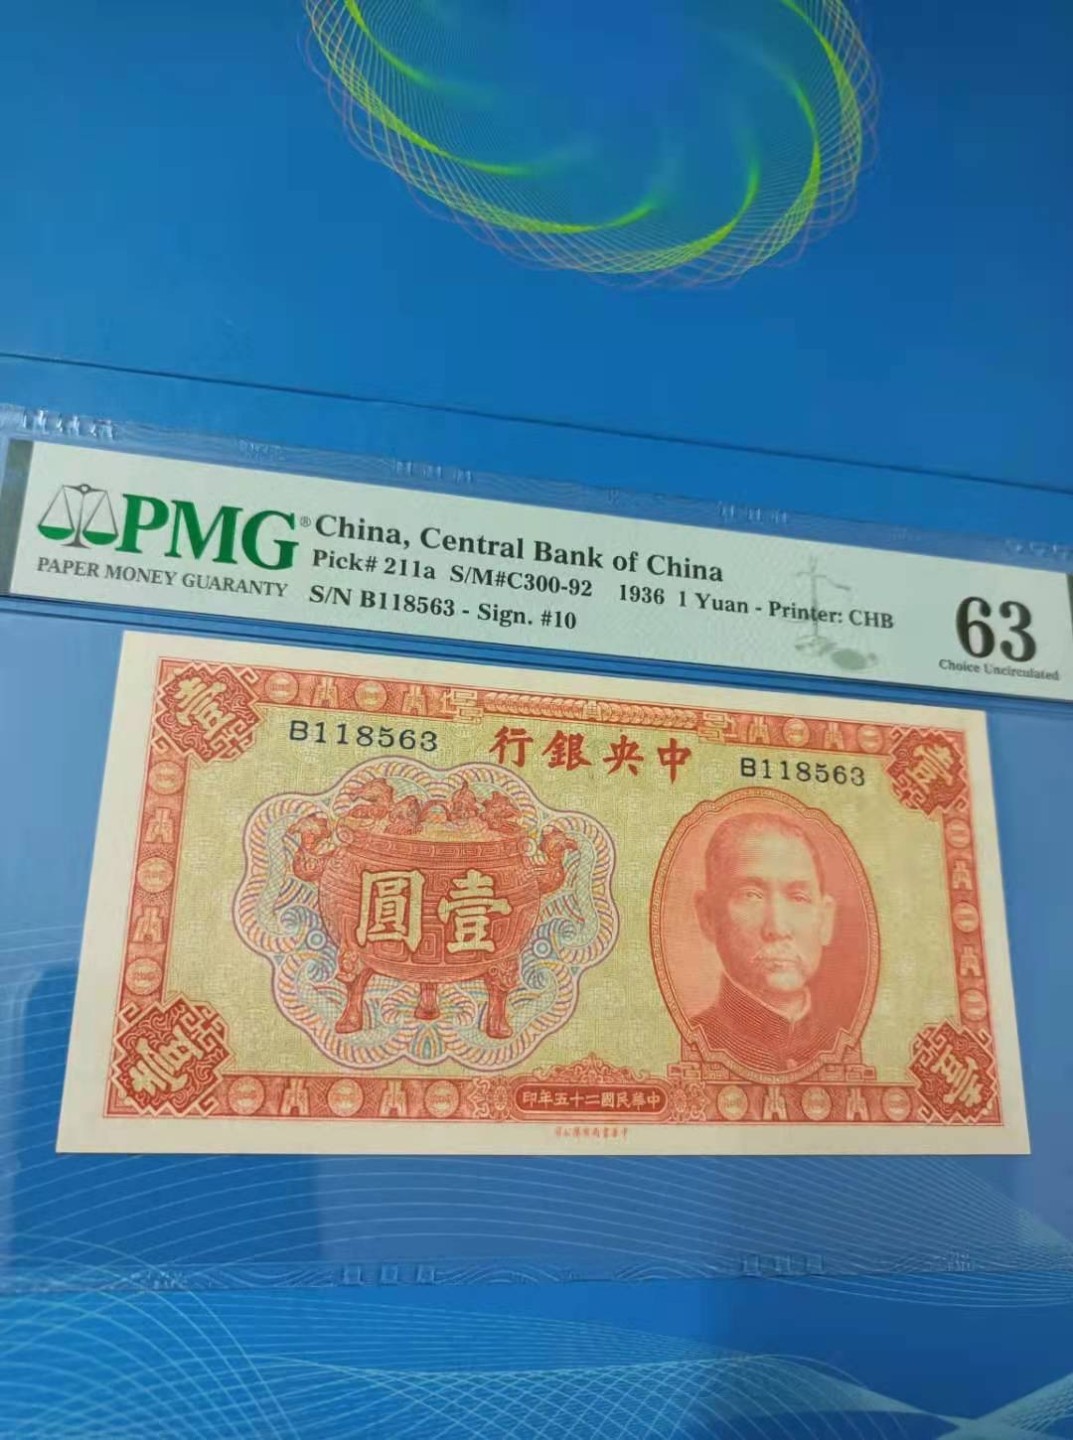 PMG® China, Central Bank of China
PAPER MONEY GUARANTY
Pick# 211a S/M#C300-92 1936 1 Yuan - Printer: CHB
S/N B118563 - Sign. #10
63
Choice Uncirculated
壹
壹
B118563
行銀央中
B118563
圓壹
壹
壹
印年五十二國民華中